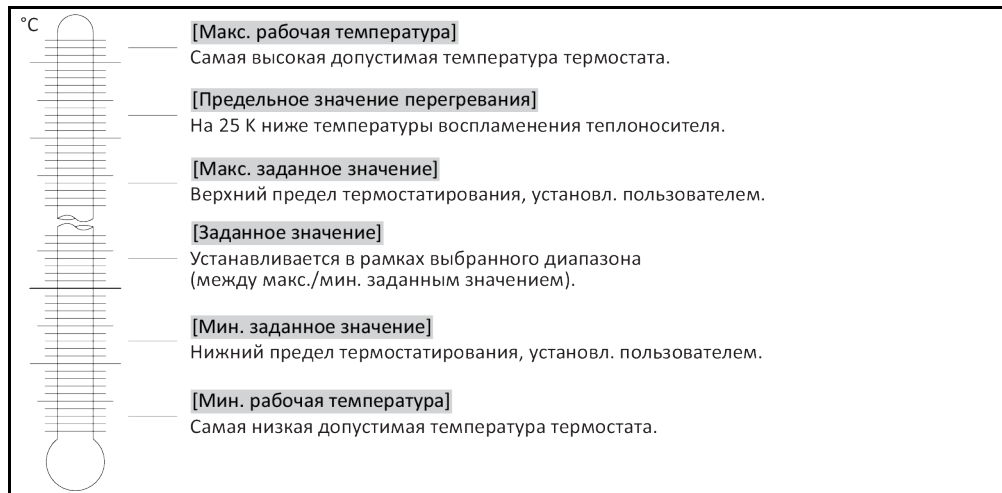 °C
[Макс. рабочая температура]
Самая высокая допустимая температура термостата.
[Предельное значение перегревания]
На 25 K ниже температуры воспламенения теплоносителя.
[Макс. заданное значение]
Верхний предел термостатирования, установл. пользователем.
[Заданное значение]
Устанавливается в рамках выбранного диапазона
(между макс./мин. заданным значением).
[Мин. заданное значение]
Нижний предел термостатирования, установл. пользователем.
[Мин. рабочая температура]
Самая низкая допустимая температура термостата.